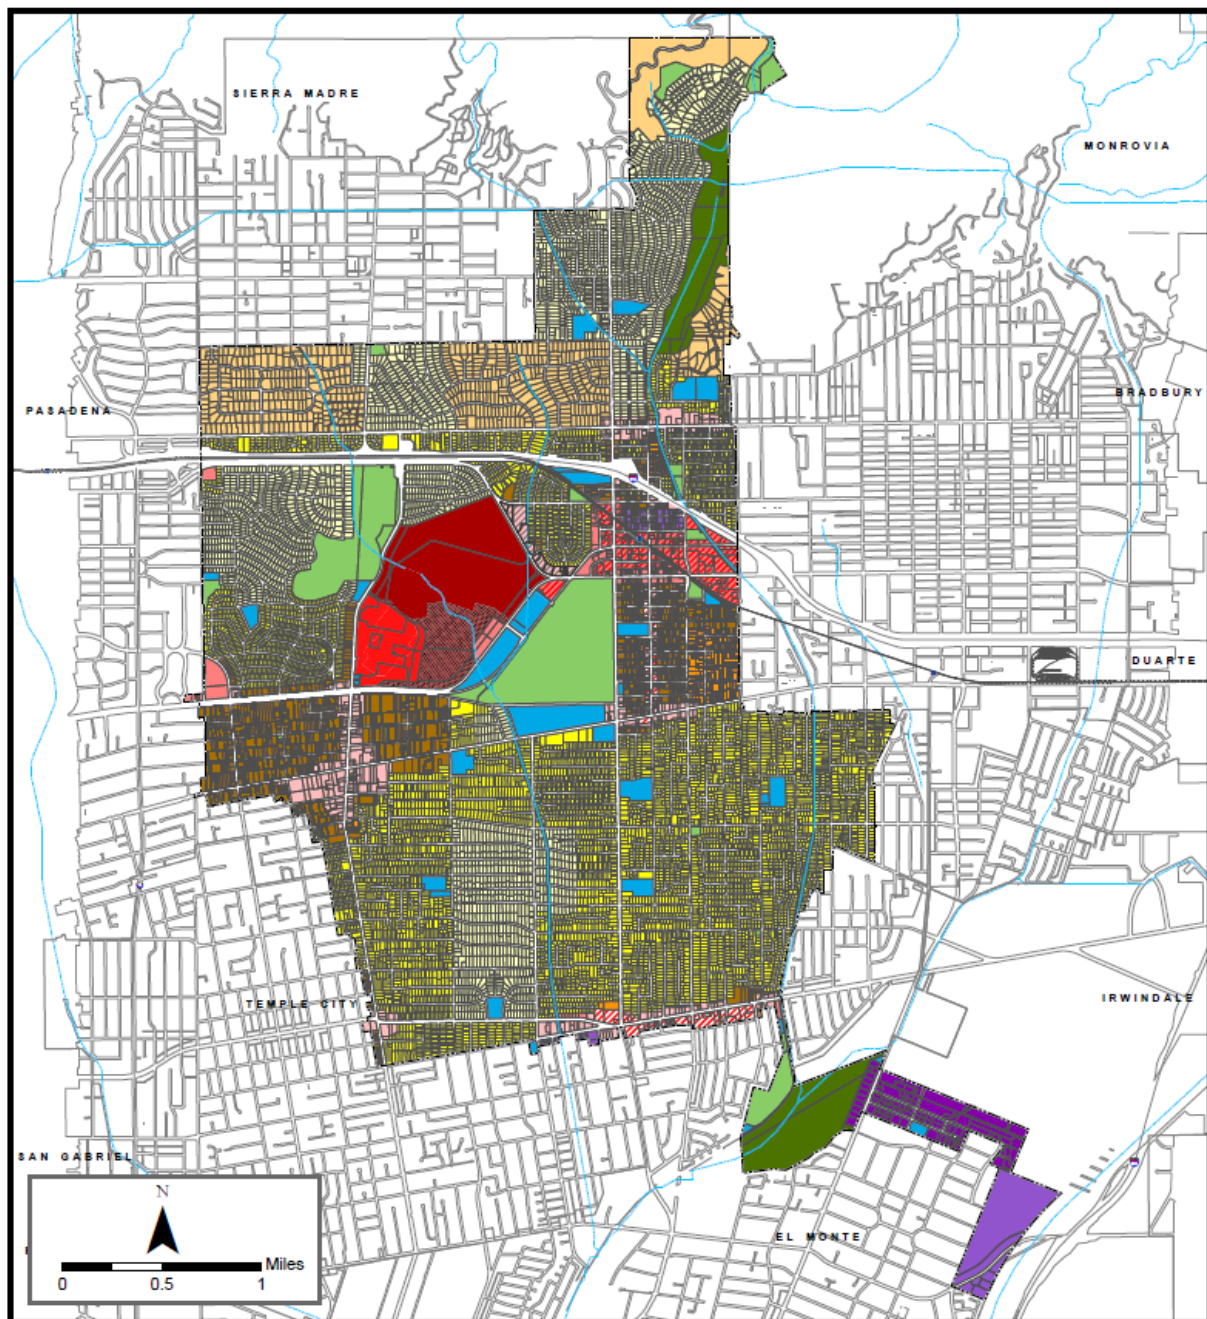 SIERRA MADRE
MONROVIA
PASADENA
BRADBURY
DUARTE
TEMPLE CITY
IRWINDALE
SAN GABRIEL
EL MONTE
N
Miles
0 0.5 1